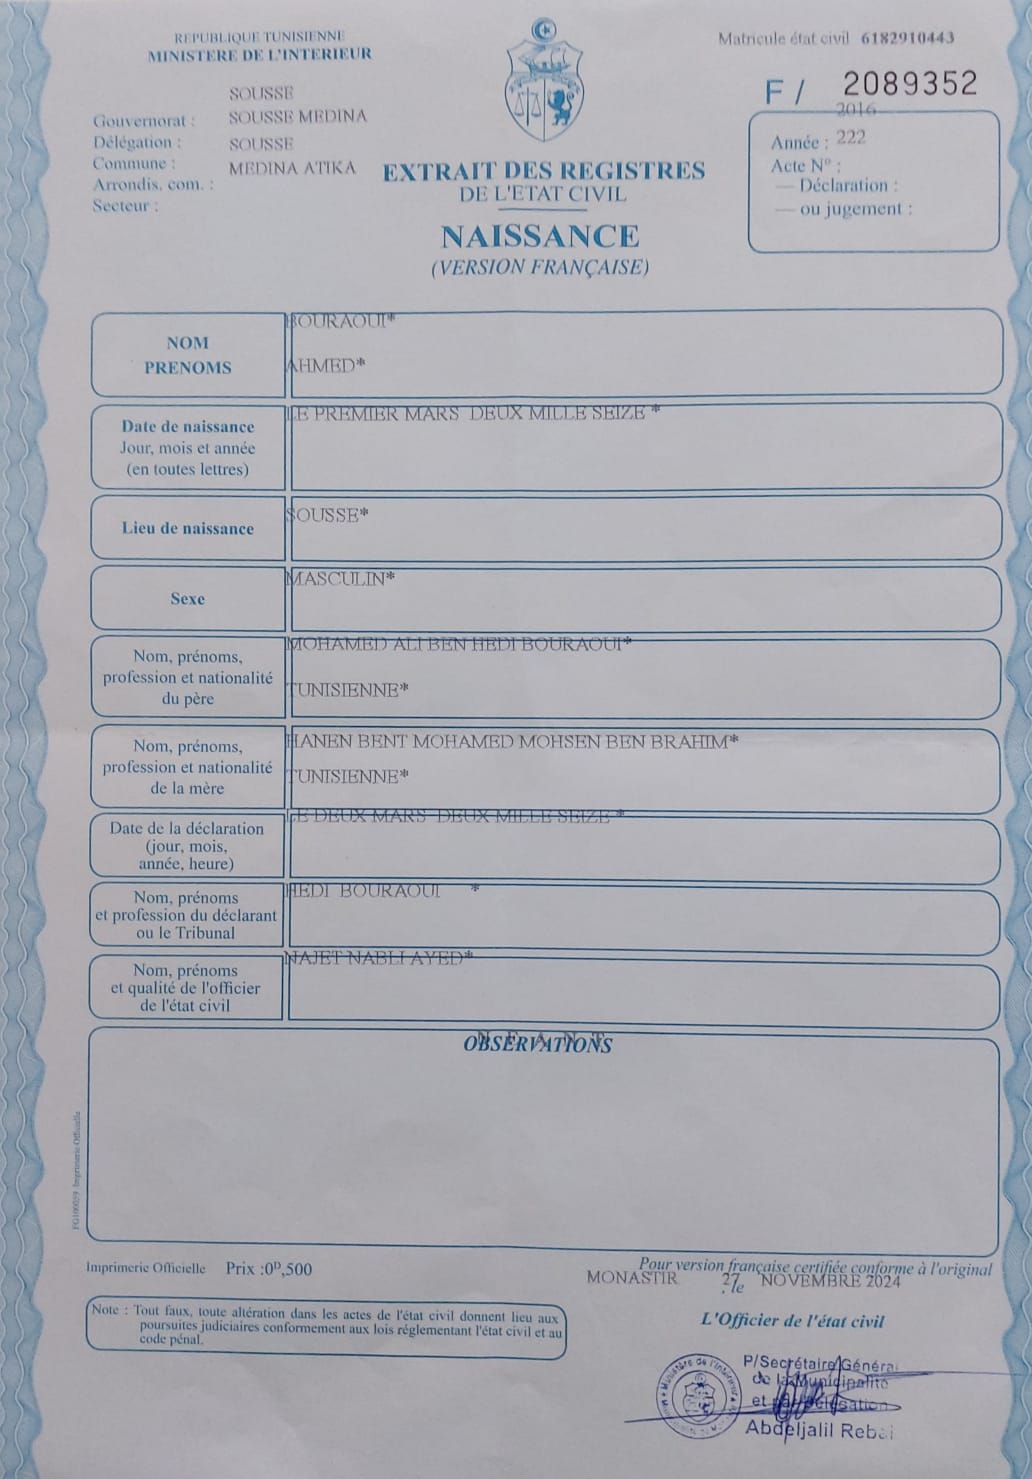 REPUBLIQUE TUNISIENNE
MINISTERE DE L'INTERIEUR
Matricule état civil 6182910443
F / 2089352
SOUSSE
Gouvernorat : SOUSSE MEDINA
Délégation : SOUSSE
Commune : MEDINA ATIKA
Arrondis. com. :
Secteur :
2016
Année : 222
Acte N° :
— Déclaration :
— ou jugement :
EXTRAIT DES REGISTRES
DE L'ETAT CIVIL
NAISSANCE
(VERSION FRANÇAISE)
NOM
PRENOMS
BOURAOUI*
AHMED*
Date de naissance
Jour, mois et année
(en toutes lettres)
LE PREMIER MARS DEUX MILLE SEIZE *
Lieu de naissance
SOUSSE*
Sexe
MASCULIN*
Nom, prénoms,
profession et nationalité
du père
MOHAMED ALI BEN HEDI BOURAOUI*
TUNISIENNE*
Nom, prénoms,
profession et nationalité
de la mère
HANEN BENT MOHAMED MOHSEN BEN BRAHIM*
TUNISIENNE*
Date de la déclaration
(jour, mois,
année, heure)
LE DEUX MARS DEUX MILLE SEIZE *
Nom, prénoms
et profession du déclarant
ou le Tribunal
HEDI BOURAOUI *
Nom, prénoms
et qualité de l'officier
de l'état civil
NAJET NABLI AYED*
N E A N T
OBSERVATIONS
FG100059 Imprimerie Officielle
Imprimerie Officielle Prix :0D,500
Pour version française certifiée conforme à l'original
MONASTIR .le 27 NOVEMBRE 2024
Note : Tout faux, toute altération dans les actes de l'état civil donnent lieu aux
poursuites judiciaires conformement aux lois réglementant l'état civil et au
code pénal.
L'Officier de l'état civil
P/Secrétaire Général
de la Municipalité
et par Délégation
Abdeljalil Rebai